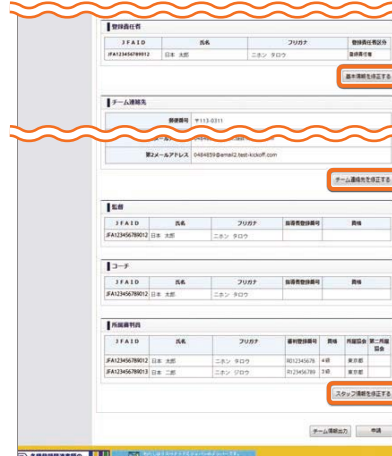 登録責任者
JFAID 氏名 フリガナ 登録責任者区分
JFA123456789012 日本 太郎 ニホン タロウ 登録責任者
基本情報を修正する
チーム連絡先
郵便番号 〒113-0311
第2メールアドレス 0484859@email2.test-kickoff.com
チーム連絡先を修正する
監督
JFAID 氏名 フリガナ 指導者登録番号 資格
JFA123456789012 日本 太郎 ニホン タロウ
コーチ
JFAID 氏名 フリガナ 指導者登録番号 資格
JFA123456789012 日本 太郎 ニホン タロウ
所属審判員
JFAID 氏名 フリガナ 審判登録番号 資格 所属協会 第二所属協会
JFA123456789012 日本 太郎 ニホン タロウ R012345678 4級 東京都
JFA123456789013 日本 二郎 ニホン ジロウ R123456789 3級 東京都
スタッフ情報を修正する
チーム情報出力 申請